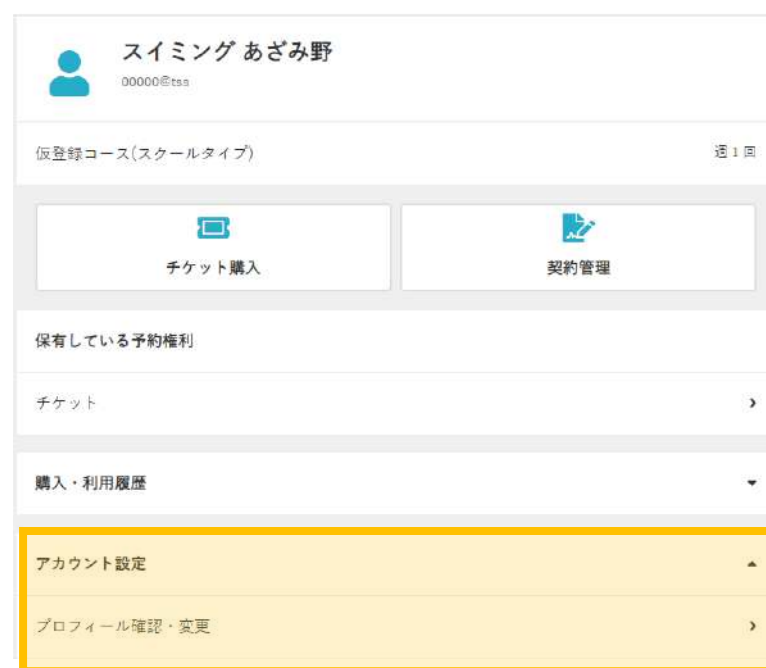 スイミング あざみ野
00000@tsa
仮登録コース(スクールタイプ) 週1回
チケット購入 契約管理
保有している予約権利
チケット
購入・利用履歴
アカウント設定
プロフィール確認・変更